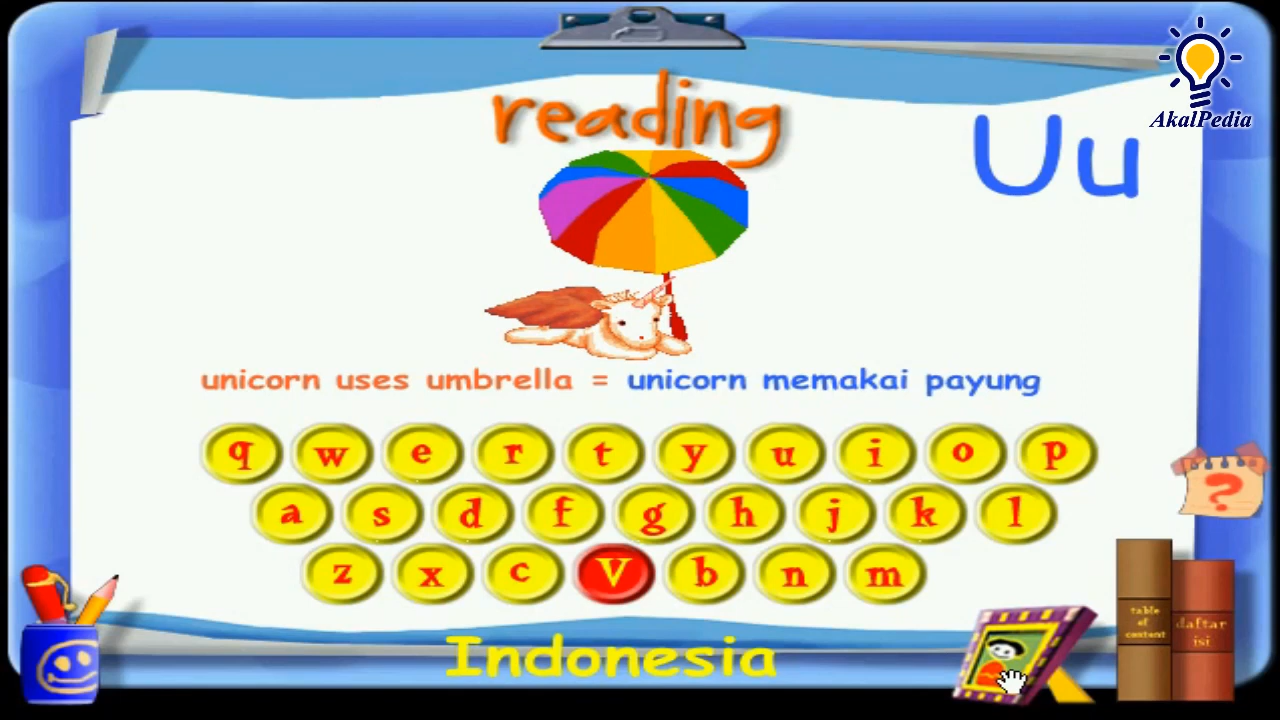 AkalPedia
reading
Uu
unicorn uses umbrella = unicorn memakai payung
q w e r t y u i o p
a s d f g h j k l
z x c V b n m
?
table of content
daftar isi
Indonesia